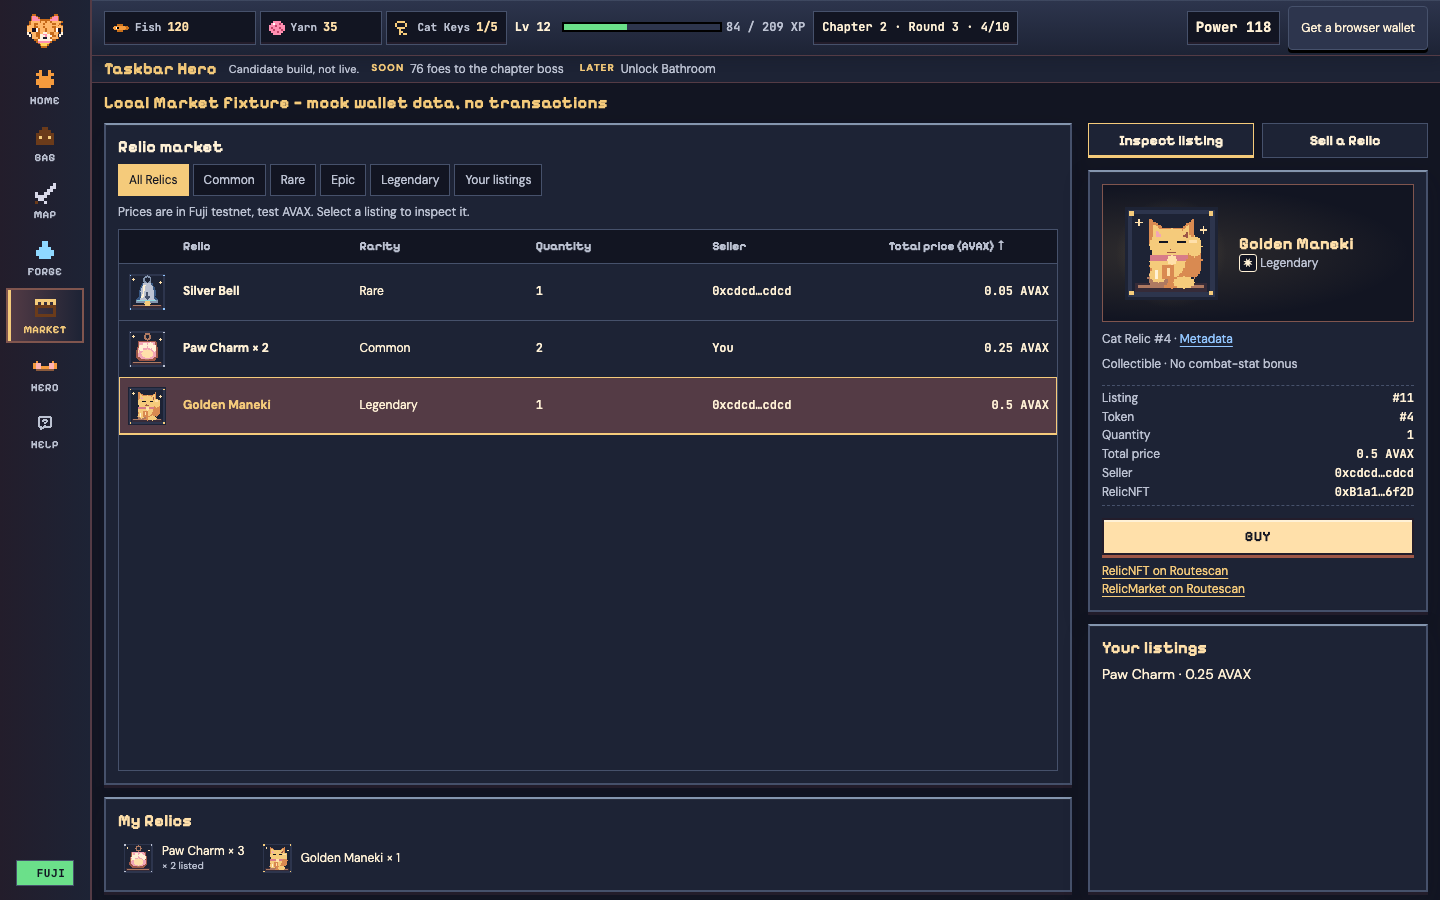 Fish 120
Yarn 35
Cat Keys 1/5
Lv 12
84 / 209 XP
Chapter 2 · Round 3 · 4/10
Power 118
Get a browser wallet
Taskbar Hero
Candidate build, not live.
SOON 76 foes to the chapter boss
LATER Unlock Bathroom
HOME
BAG
MAP
FORGE
MARKET
HERO
HELP
FUJI
Local Market Fixture - mock wallet data, no transactions
Relic market
All Relics
Common
Rare
Epic
Legendary
Your listings
Prices are in Fuji testnet, test AVAX. Select a listing to inspect it.
Relic Rarity Quantity Seller Total price (AVAX) ↑
Silver Bell Rare 1 0xcdcd…cdcd 0.05 AVAX
Paw Charm × 2 Common 2 You 0.25 AVAX
Golden Maneki Legendary 1 0xcdcd…cdcd 0.5 AVAX
My Relics
Paw Charm × 3
× 2 listed
Golden Maneki × 1
Inspect listing
Sell a Relic
Golden Maneki
Legendary
Cat Relic #4 · Metadata
Collectible · No combat-stat bonus
Listing #11
Token #4
Quantity 1
Total price 0.5 AVAX
Seller 0xcdcd…cdcd
RelicNFT 0xB1a1…6f2D
BUY
RelicNFT on Routescan
RelicMarket on Routescan
Your listings
Paw Charm · 0.25 AVAX